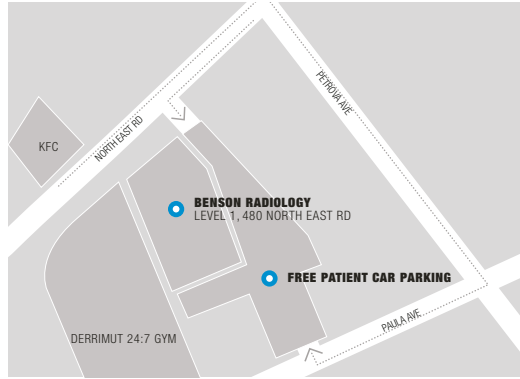 PETROVA AVE
NORTH EAST RD
KFC
BENSON RADIOLOGY
LEVEL 1, 480 NORTH EAST RD
FREE PATIENT CAR PARKING
PAULA AVE
DERRIMUT 24:7 GYM